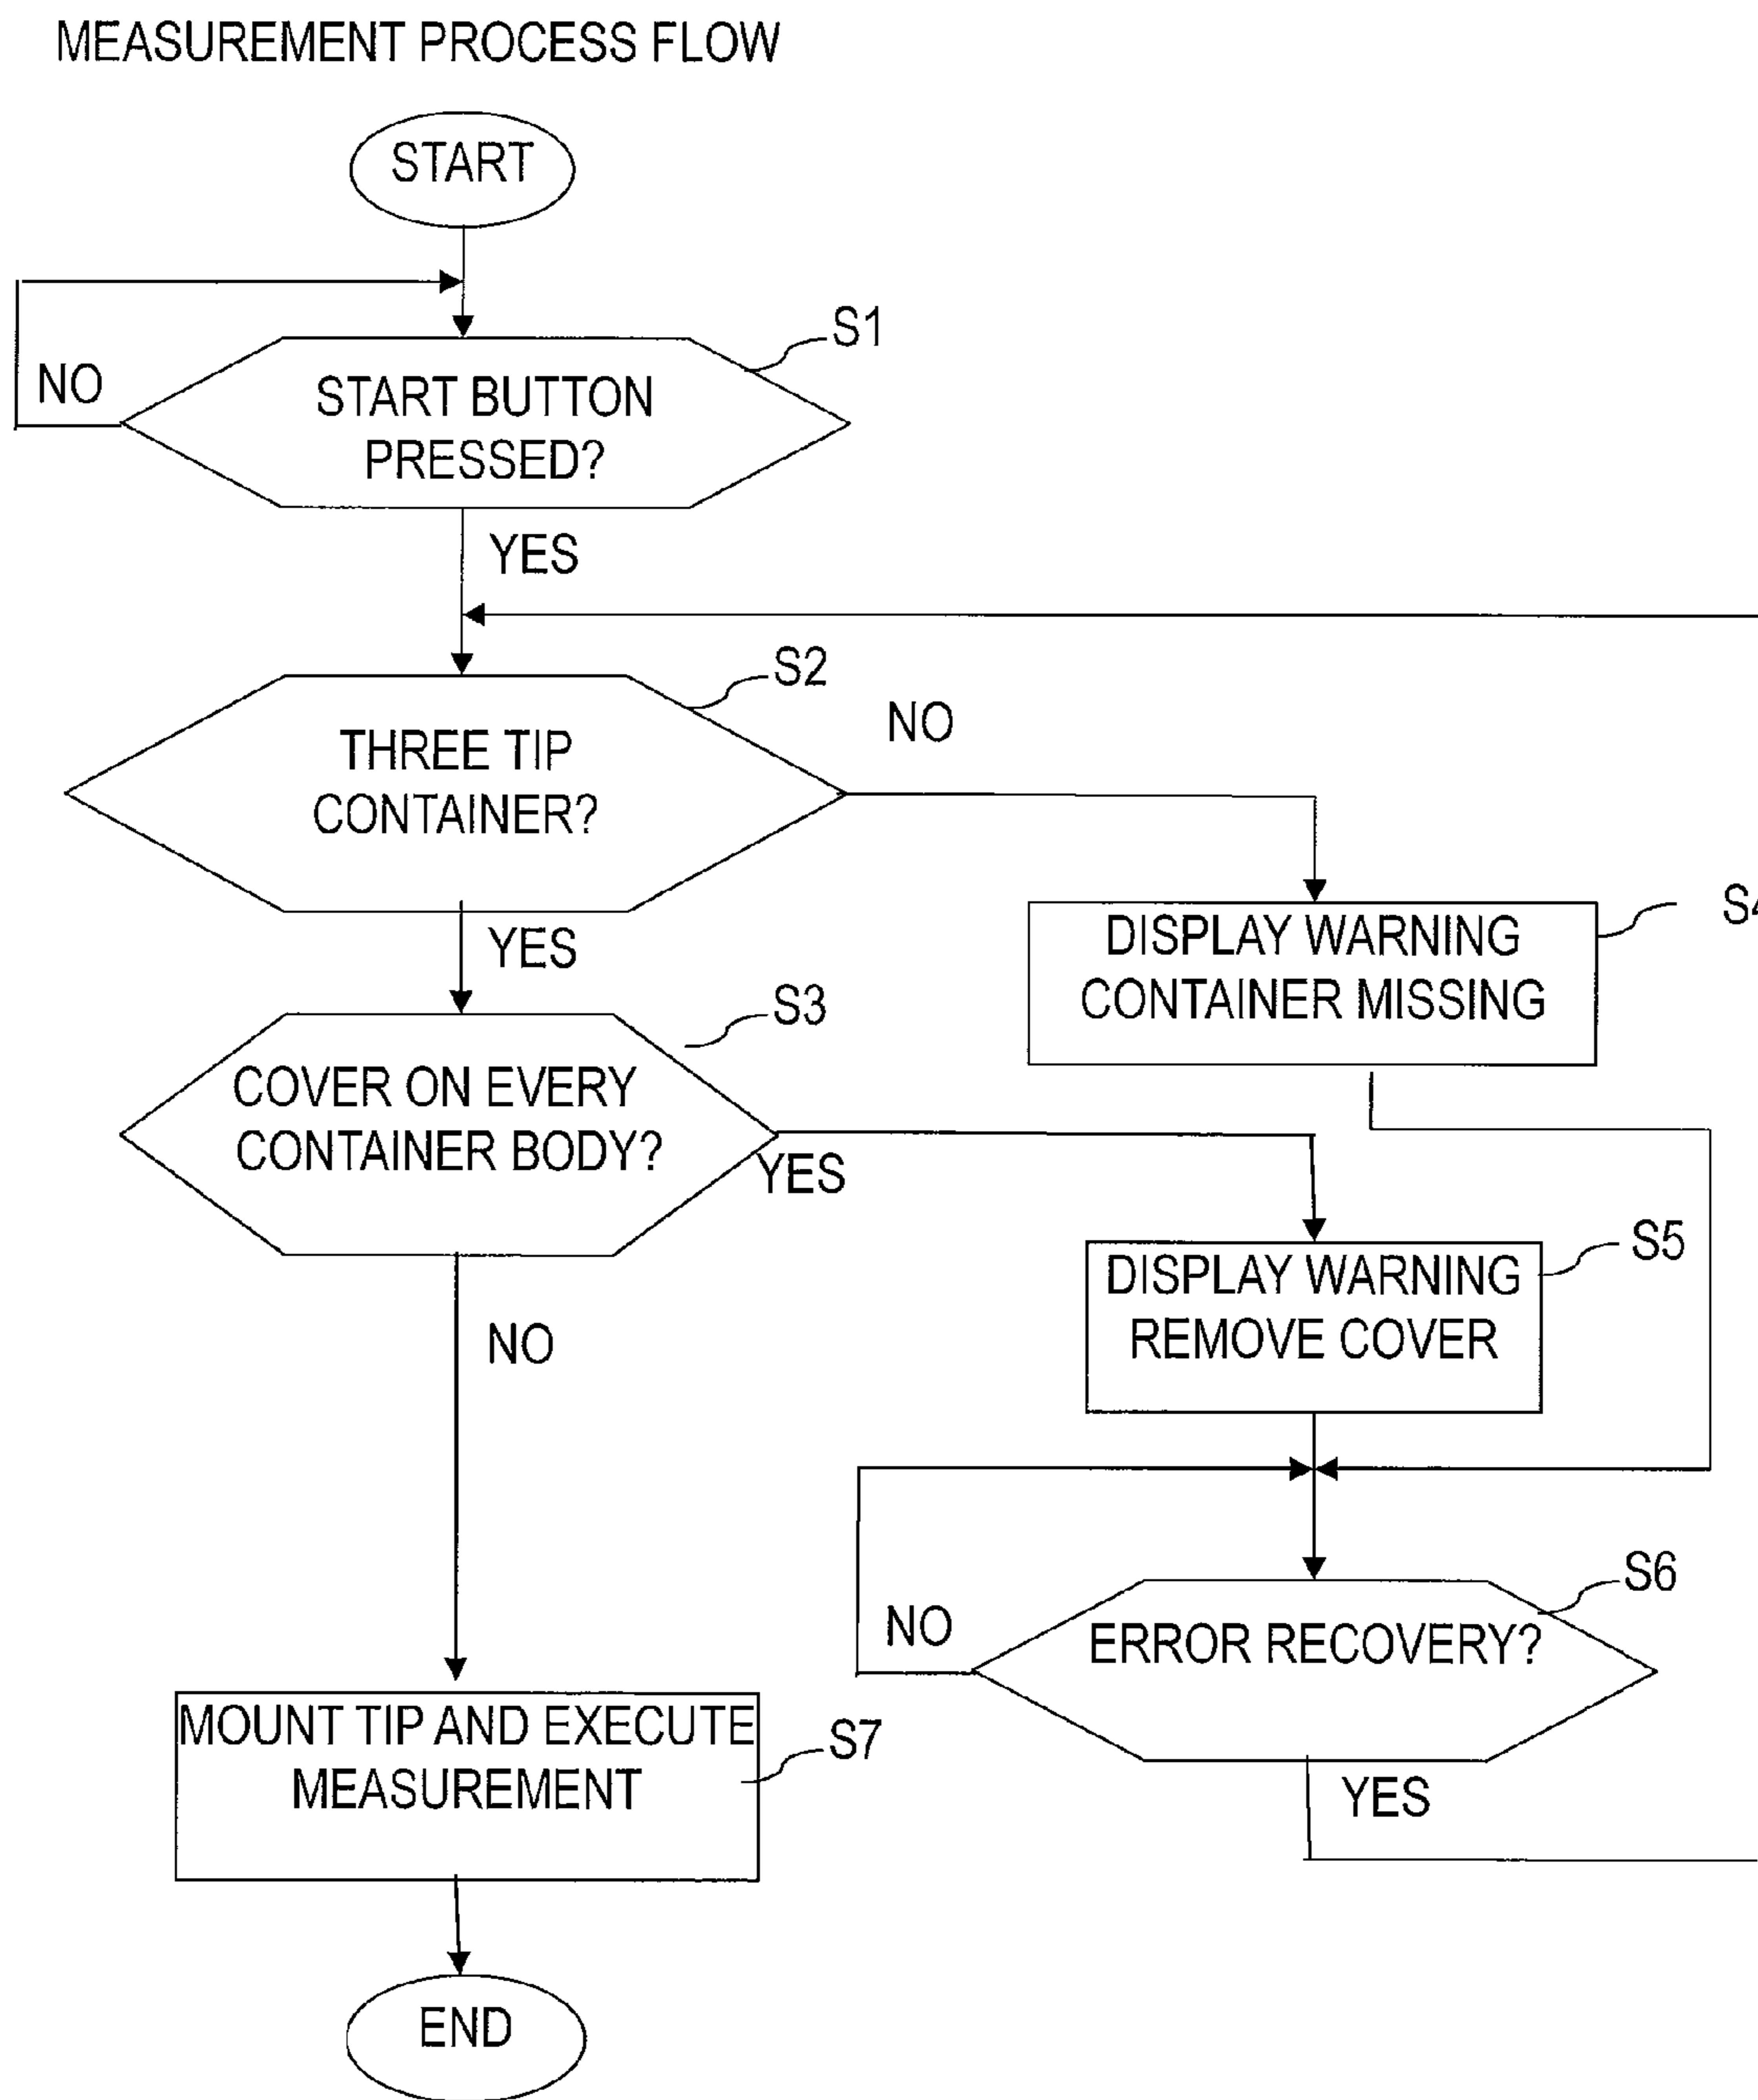 MEASUREMENT PROCESS FLOW
START
S1
NO
START BUTTON
PRESSED?
YES
S2
NO
THREE TIP
CONTAINER?
S4
DISPLAY WARNING
CONTAINER MISSING
YES
S3
COVER ON EVERY
CONTAINER BODY?
YES
S5
DISPLAY WARNING
REMOVE COVER
NO
S6
NO
ERROR RECOVERY?
MOUNT TIP AND EXECUTE
MEASUREMENT
S7
YES
END